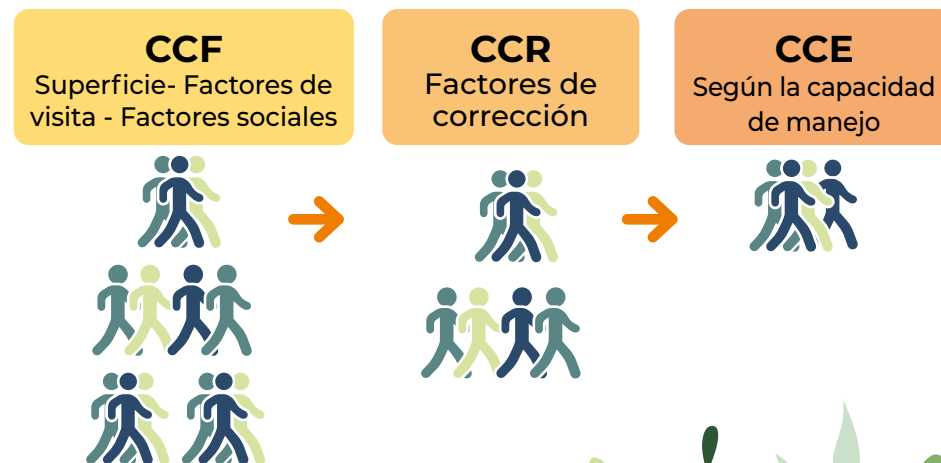 CCF
Superficie- Factores de
visita - Factores sociales
CCR
Factores de
corrección
CCE
Según la capacidad
de manejo